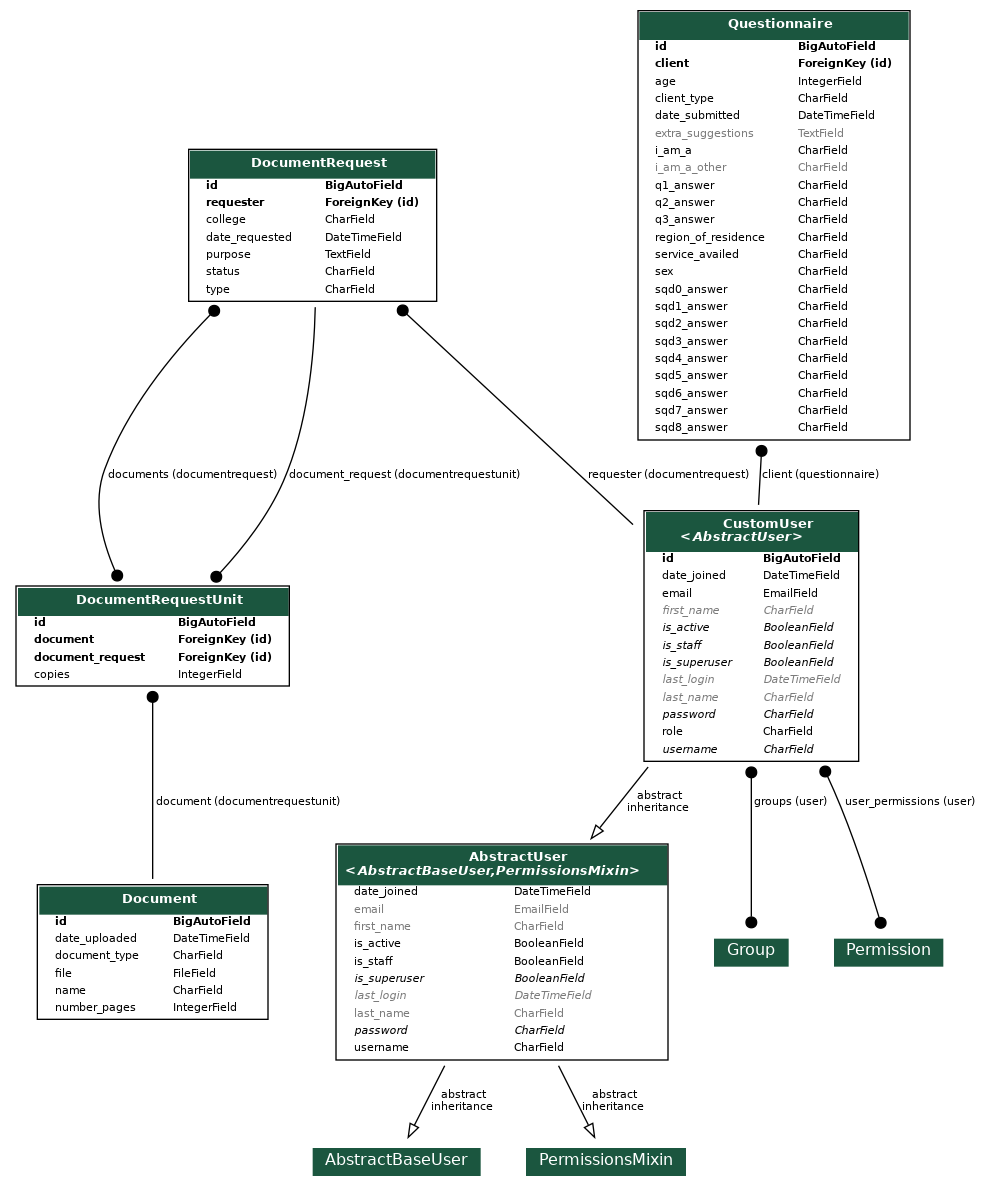 Questionnaire
id BigAutoField
client ForeignKey (id)
age IntegerField
client_type CharField
date_submitted DateTimeField
extra_suggestions TextField
i_am_a CharField
i_am_a_other CharField
q1_answer CharField
q2_answer CharField
q3_answer CharField
region_of_residence CharField
service_availed CharField
sex CharField
sqd0_answer CharField
sqd1_answer CharField
sqd2_answer CharField
sqd3_answer CharField
sqd4_answer CharField
sqd5_answer CharField
sqd6_answer CharField
sqd7_answer CharField
sqd8_answer CharField
DocumentRequest
id BigAutoField
requester ForeignKey (id)
college CharField
date_requested DateTimeField
purpose TextField
status CharField
type CharField
documents (documentrequest)
document_request (documentrequestunit)
requester (documentrequest)
client (questionnaire)
CustomUser
<AbstractUser>
id BigAutoField
date_joined DateTimeField
email EmailField
first_name CharField
is_active BooleanField
is_staff BooleanField
is_superuser BooleanField
last_login DateTimeField
last_name CharField
password CharField
role CharField
username CharField
DocumentRequestUnit
id BigAutoField
document ForeignKey (id)
document_request ForeignKey (id)
copies IntegerField
document (documentrequestunit)
abstract
inheritance
groups (user)
user_permissions (user)
AbstractUser
<AbstractBaseUser,PermissionsMixin>
date_joined DateTimeField
email EmailField
first_name CharField
is_active BooleanField
is_staff BooleanField
is_superuser BooleanField
last_login DateTimeField
last_name CharField
password CharField
username CharField
Document
id BigAutoField
date_uploaded DateTimeField
document_type CharField
file FileField
name CharField
number_pages IntegerField
Group
Permission
abstract
inheritance
abstract
inheritance
AbstractBaseUser
PermissionsMixin